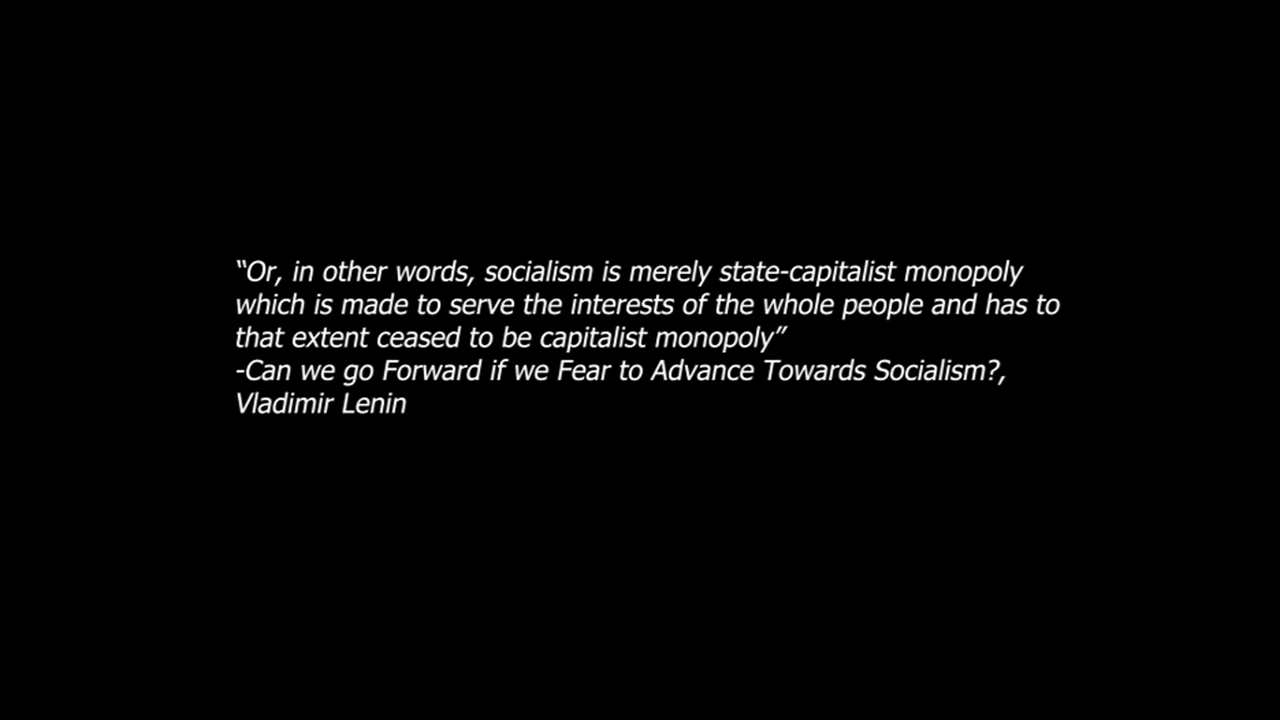 “Or, in other words, socialism is merely state-capitalist monopoly
which is made to serve the interests of the whole people and has to
that extent ceased to be capitalist monopoly”
-Can we go Forward if we Fear to Advance Towards Socialism?,
Vladimir Lenin